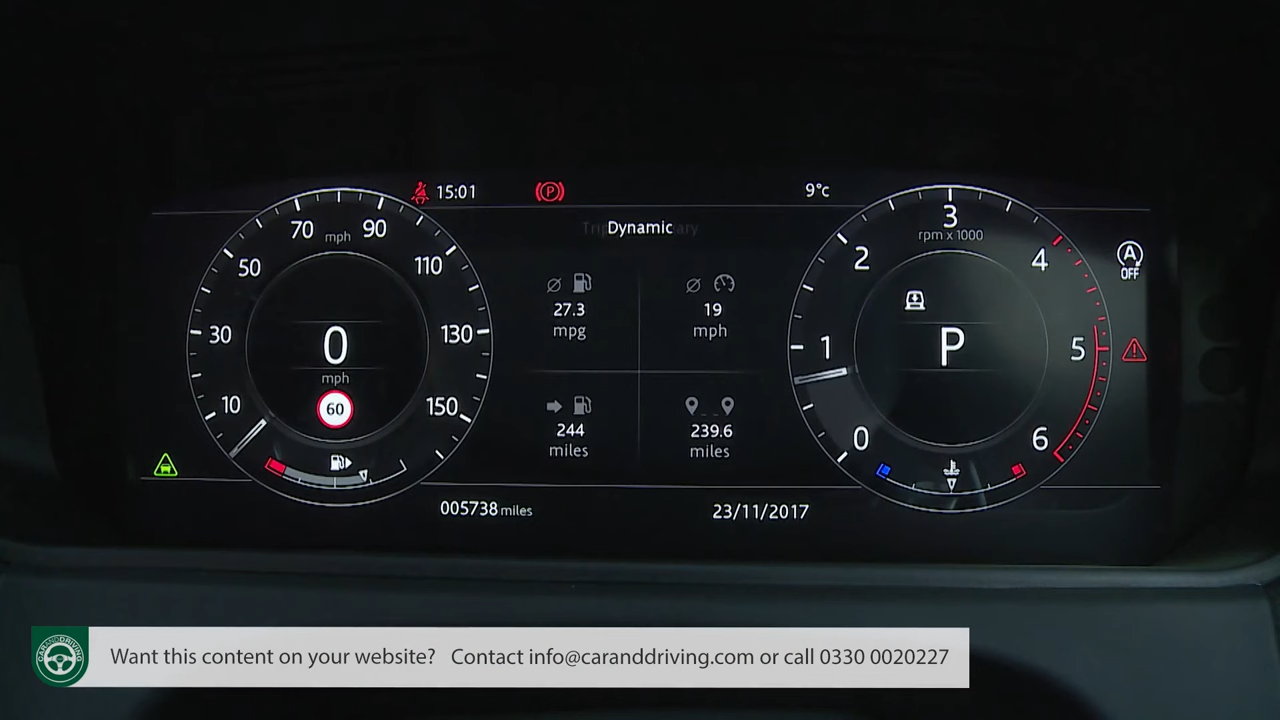 15:01
P
9°c
Dynamic
70 mph 90
50
110
30
130
10
150
0
mph
60
27.3
mpg
19
mph
244
miles
239.6
miles
3
rpm x 1000
2
4
1
5
0
6
P
A
OFF
005738 miles
23/11/2017
CARANDDRIVING
Want this content on your website? Contact info@caranddriving.com or call 0330 0020227